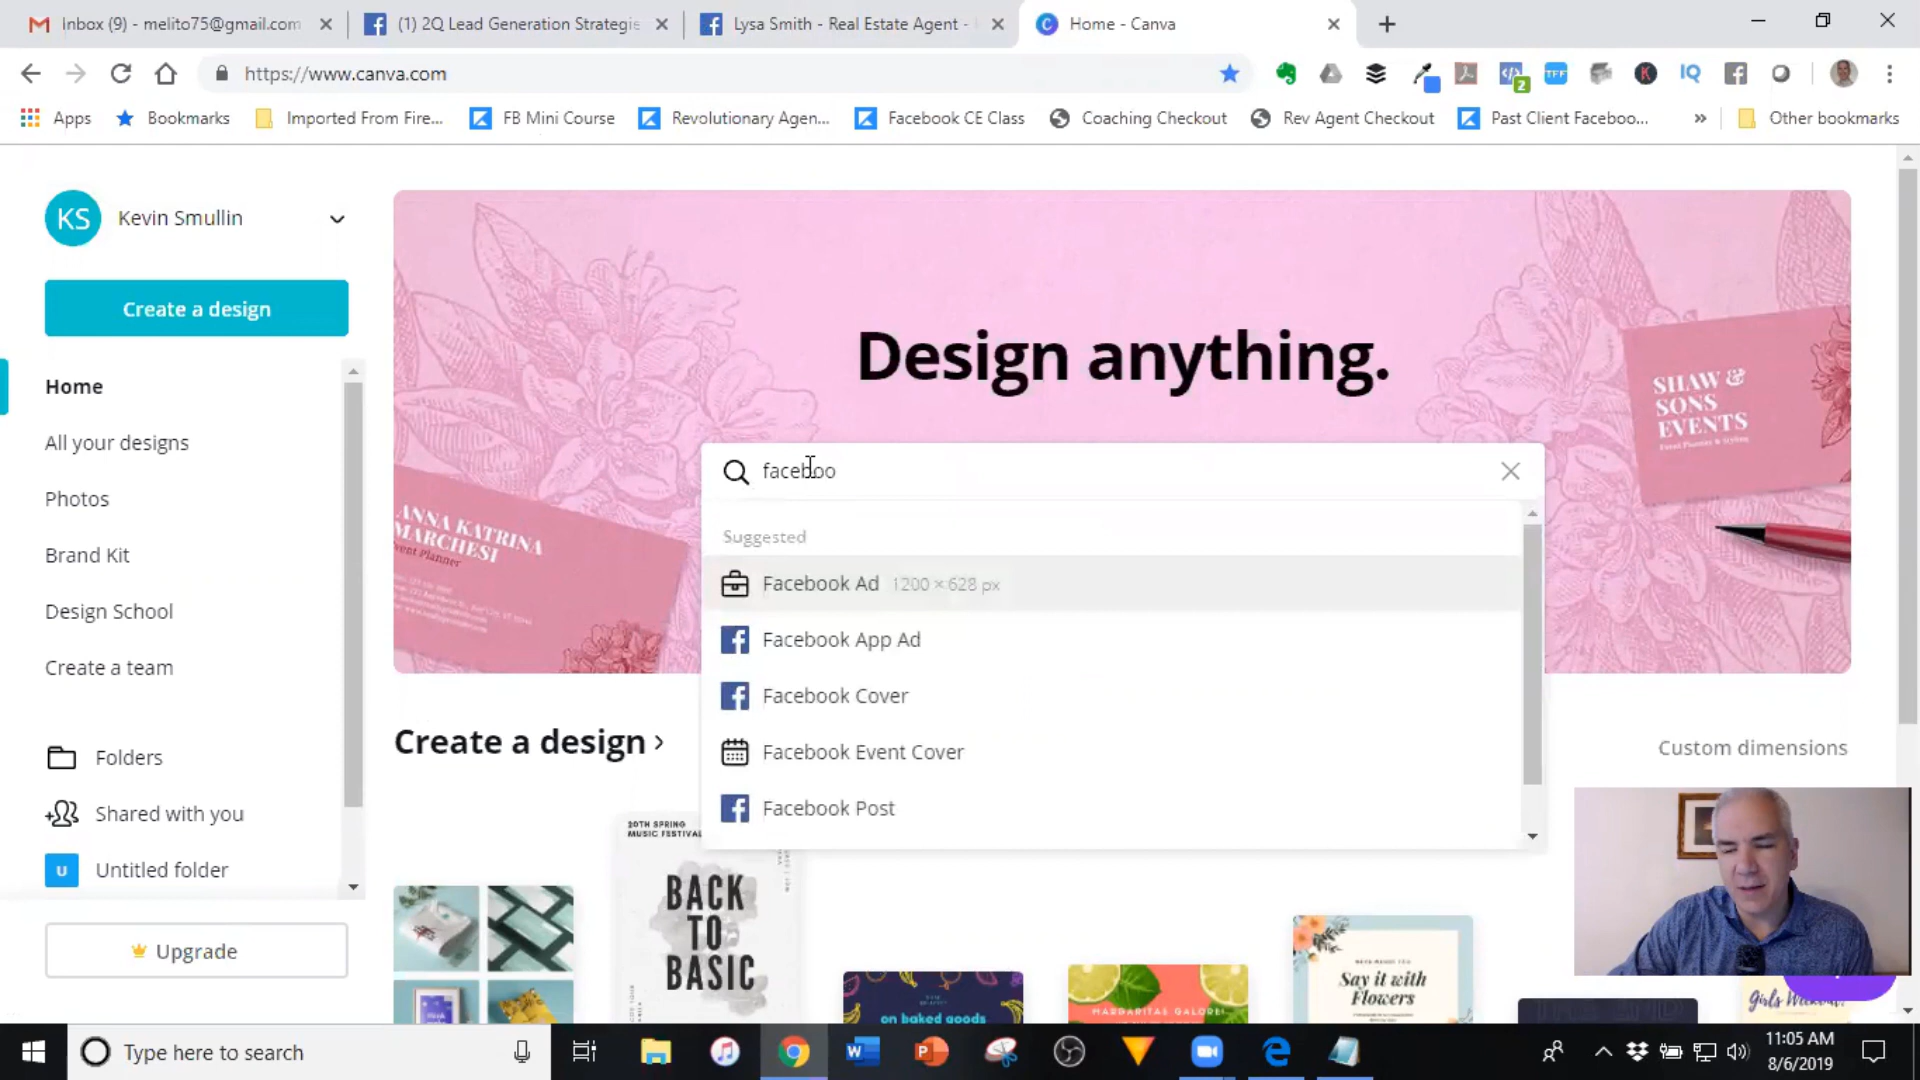 Inbox (9) - melito75@gmail.com
(1) 2Q Lead Generation Strategie
Lysa Smith - Real Estate Agent -
Home - Canva
https://www.canva.com
Apps
Bookmarks
Imported From Fire...
FB Mini Course
Revolutionary Agen...
Facebook CE Class
Coaching Checkout
Rev Agent Checkout
Past Client Faceboo...
Other bookmarks
KS
Kevin Smullin
Create a design
Home
All your designs
Photos
Brand Kit
Design School
Create a team
Folders
Shared with you
U
Untitled folder
Upgrade
Design anything.
faceboo
Suggested
Facebook Ad 1200 × 628 px
Facebook App Ad
Facebook Cover
Facebook Event Cover
Facebook Post
ANNA KATRINA
MARCHESI
Event Planner
SHAW &
SONS
EVENTS
Create a design
Custom dimensions
20TH SPRING
MUSIC FESTIVA
BACK
TO
BASIC
on baked goods
MARGARITAS GALORE!
Say it with
Flowers
Type here to search
11:05 AM
8/6/2019